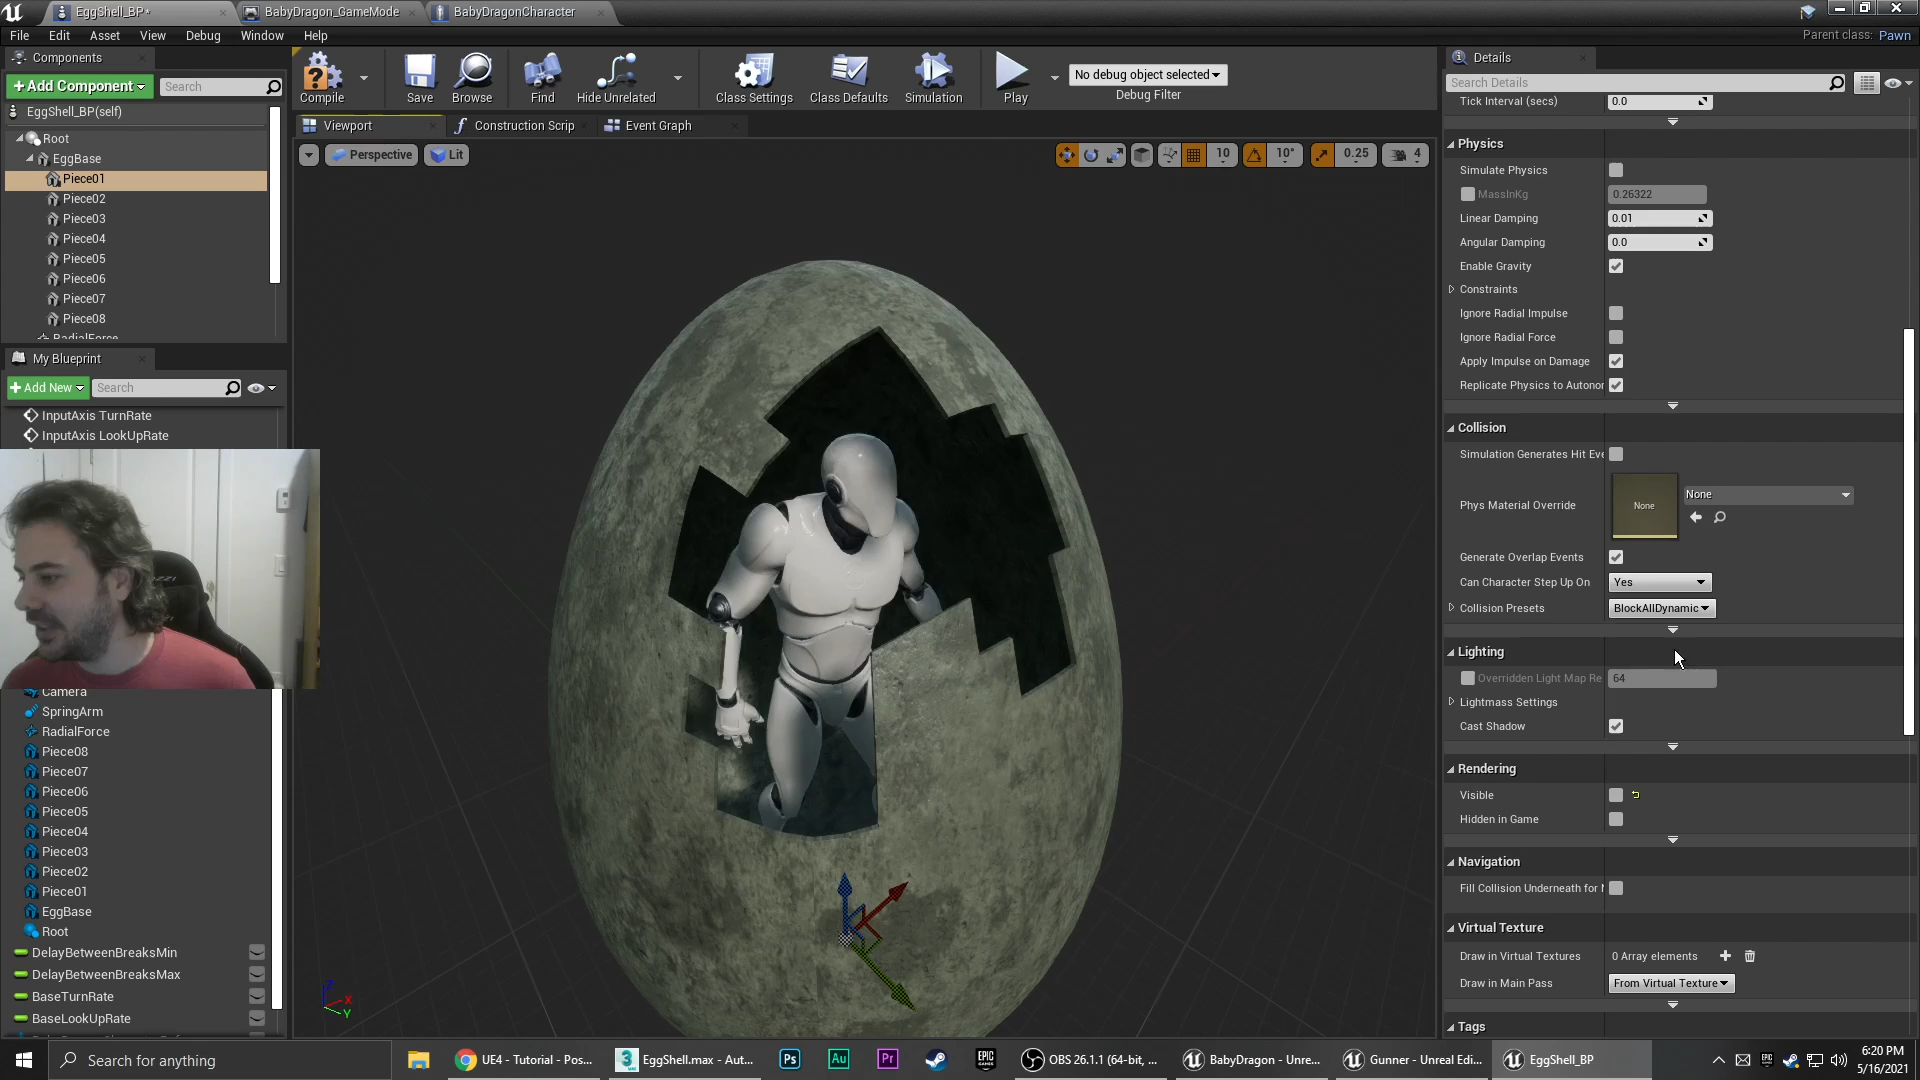 EggShell_BP*
BabyDragon_GameMode
BabyDragonCharacter
File Edit Asset View Debug Window Help
Parent class: Pawn
Components
+Add Component
Search
EggShell_BP(self)
Root
EggBase
Piece01
Piece02
Piece03
Piece04
Piece05
Piece06
Piece07
Piece08
RadialForce
Compile
Save
Browse
Find
Hide Unrelated
Class Settings
Class Defaults
Simulation
Play
No debug object selected
Debug Filter
Viewport
Construction Scrip
Event Graph
Perspective
Lit
10
10°
0.25
4
My Blueprint
+Add New
Search
InputAxis TurnRate
InputAxis LookUpRate
Camera
SpringArm
RadialForce
Piece08
Piece07
Piece06
Piece05
Piece04
Piece03
Piece02
Piece01
EggBase
Root
DelayBetweenBreaksMin
DelayBetweenBreaksMax
BaseTurnRate
BaseLookUpRate
Z
X
Y
Details
Search Details
Tick Interval (secs) 0.0
Physics
Simulate Physics
MassInKg 0.26322
Linear Damping 0.01
Angular Damping 0.0
Enable Gravity
Constraints
Ignore Radial Impulse
Ignore Radial Force
Apply Impulse on Damage
Replicate Physics to Autonor
Collision
Simulation Generates Hit Eve
Phys Material Override
None
None
Generate Overlap Events
Can Character Step Up On Yes
Collision Presets BlockAllDynamic
Lighting
Overridden Light Map Re 64
Lightmass Settings
Cast Shadow
Rendering
Visible
Hidden in Game
Navigation
Fill Collision Underneath for N
Virtual Texture
Draw in Virtual Textures 0 Array elements
Draw in Main Pass From Virtual Texture
Tags
Search for anything
UE4 - Tutorial - Pos...
EggShell.max - Aut...
Ps
Au
Pr
EPIC GAMES
OBS 26.1.1 (64-bit, ...
BabyDragon - Unre...
Gunner - Unreal Edi...
EggShell_BP
6:20 PM
5/16/2021